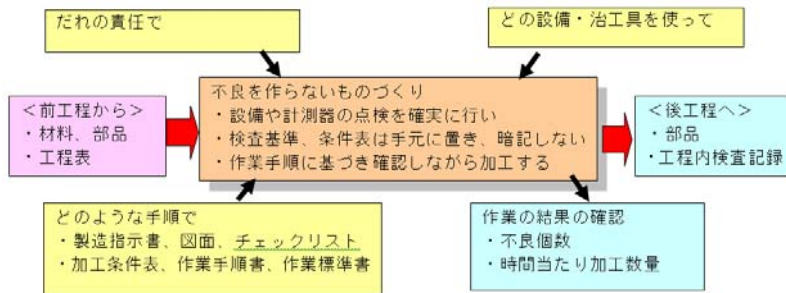 だれの責任で
どの設備・治工具を使って
不良を作らないものづくり
・設備や計測器の点検を確実に行い
・検査基準、条件表は手元に置き、暗記しない
・作業手順に基づき確認しながら加工する
＜前工程から＞
・材料、部品
・工程表
＜後工程へ＞
・部品
・工程内検査記録
どのような手順で
・製造指示書、図面、チェックリスト
・加工条件表、作業手順書、作業標準書
作業の結果の確認
・不良個数
・時間当たり加工数量